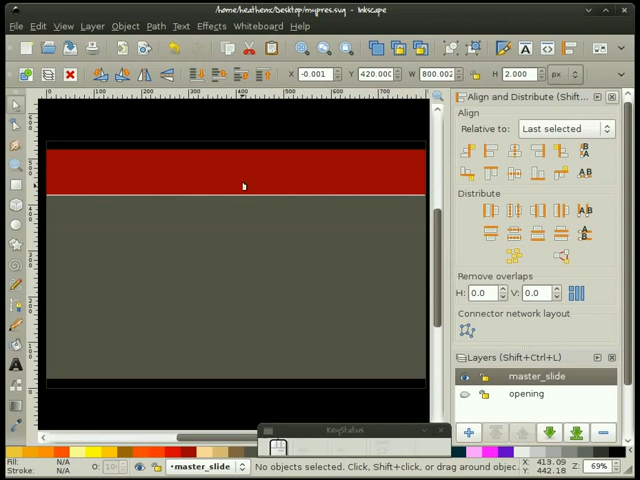 /home/heathenx/Desktop/mypres.svg - Inkscape
File Edit View Layer Object Path Text Effects Whiteboard Help
X -0.001 Y 420.000 W 800.002 H 2.000 px
Align and Distribute (Shift...
Align
Relative to: Last selected
Distribute
Remove overlaps
H: 0.0 V: 0.0
Connector network layout
Layers (Shift+Ctrl+L)
master_slide
opening
KeyStatus
Fill: N/A
Stroke: N/A
O:
•master_slide
No objects selected. Click, Shift+click, or drag around objec...
X: 413.09
Y: 442.18
Z: 69%